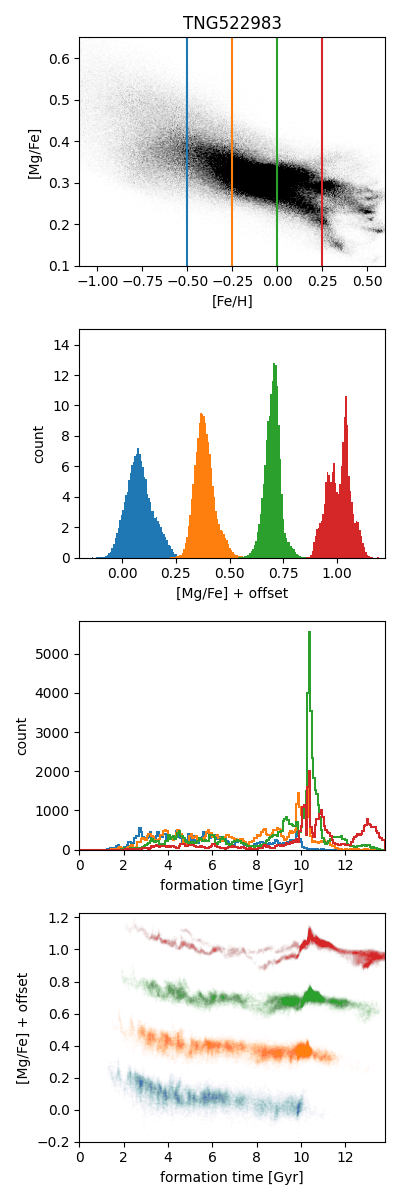 TNG522983
[Mg/Fe]
0.6
0.5
0.4
0.3
0.2
0.1
−1.00 −0.75 −0.50 −0.25 0.00 0.25 0.50
[Fe/H]
count
14
12
10
8
6
4
2
0
0.00 0.25 0.50 0.75 1.00
[Mg/Fe] + offset
count
5000
4000
3000
2000
1000
0
0 2 4 6 8 10 12
formation time [Gyr]
[Mg/Fe] + offset
1.2
1.0
0.8
0.6
0.4
0.2
0.0
−0.2
0 2 4 6 8 10 12
formation time [Gyr]